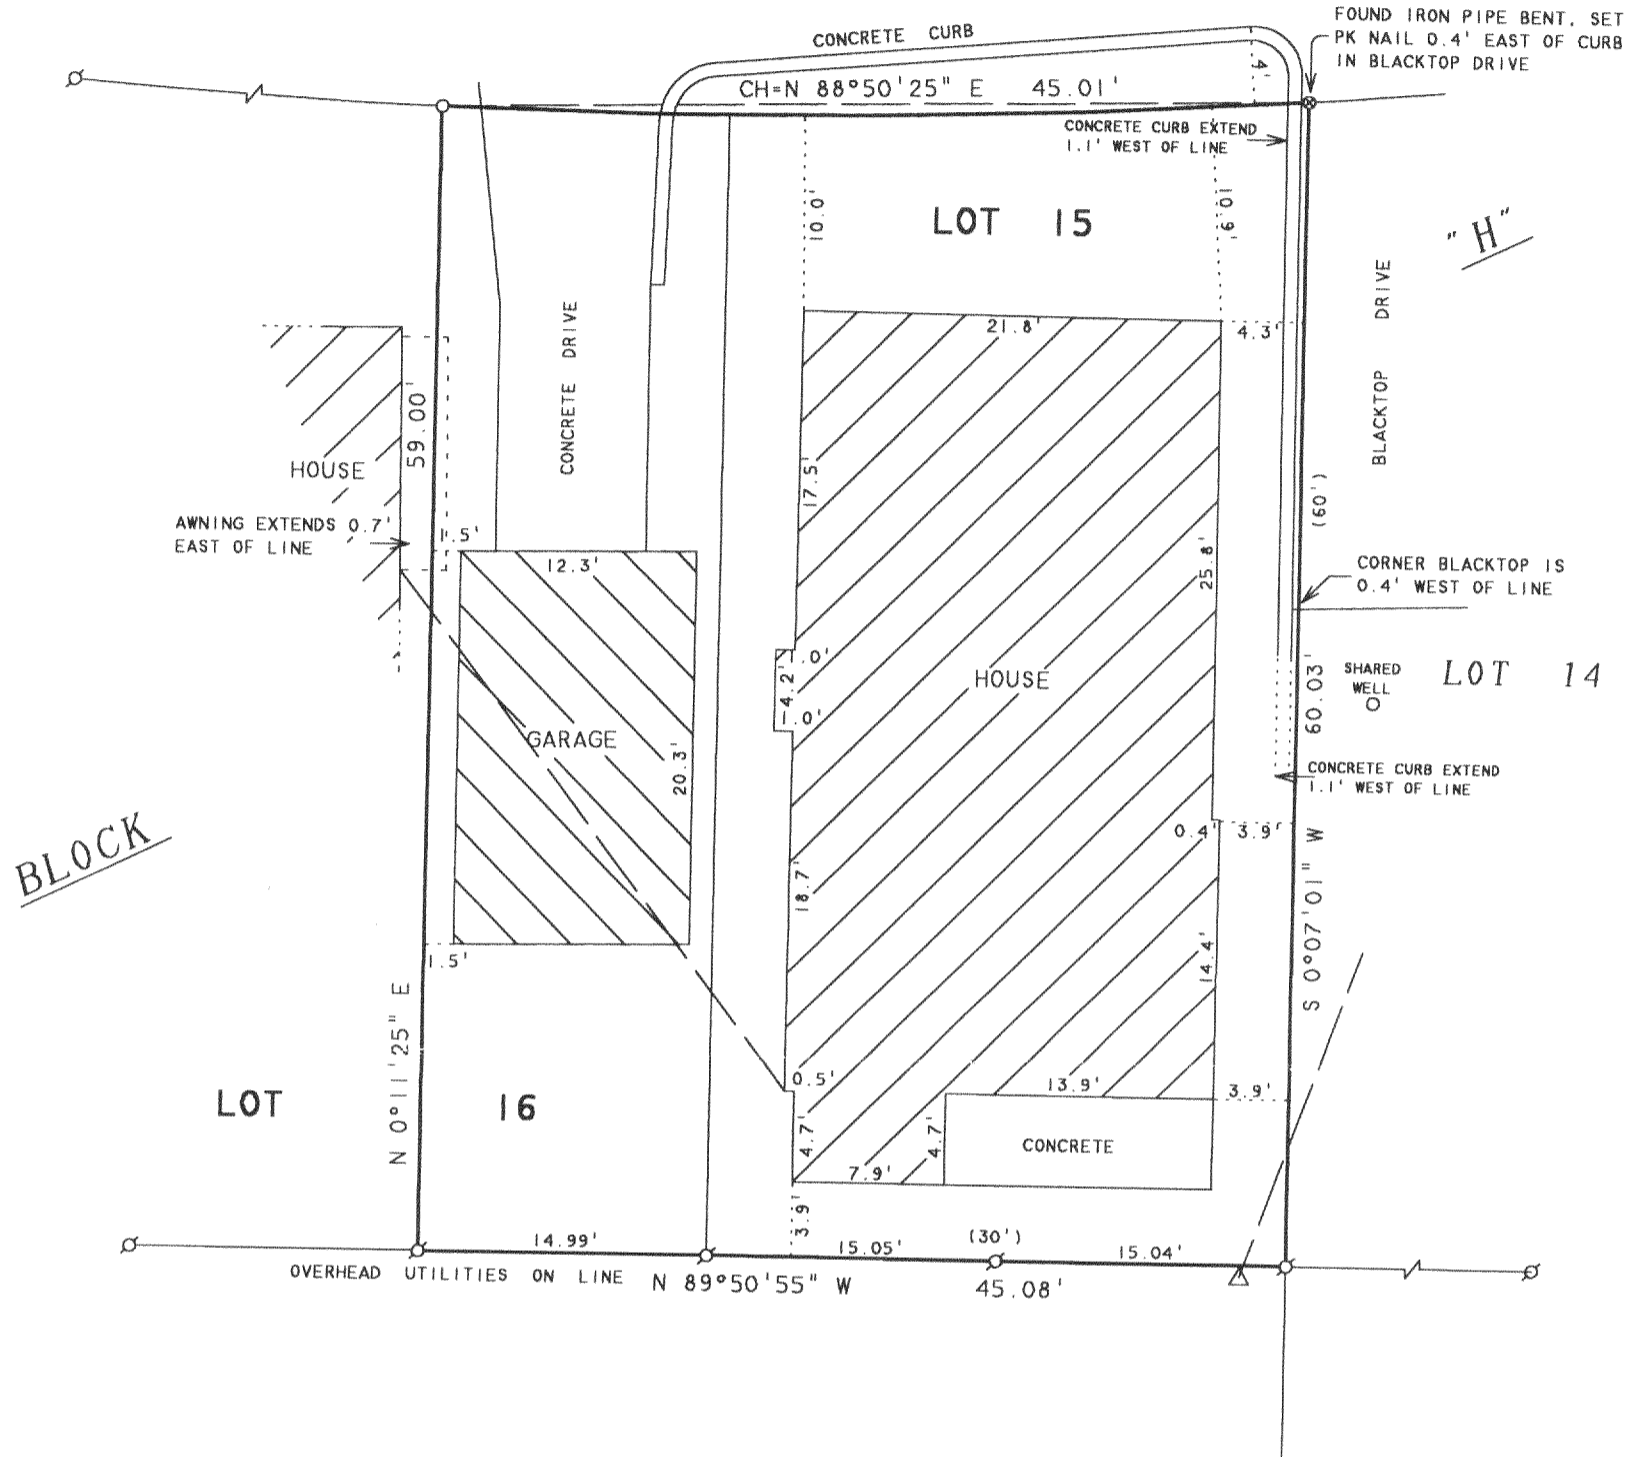 FOUND IRON PIPE BENT. SET
PK NAIL 0.4' EAST OF CURB
IN BLACKTOP DRIVE
CONCRETE CURB
.4'
CH=N 88°50'25" E 45.01'
CONCRETE CURB EXTEND
1.1' WEST OF LINE
10.0'
LOT 15
10.9'
"H"
BLACKTOP DRIVE
CONCRETE DRIVE
21.8'
4.3'
59.00'
HOUSE
17.5'
(60')
AWNING EXTENDS 0.7'
EAST OF LINE
1.5'
12.3'
25.8'
CORNER BLACKTOP IS
0.4' WEST OF LINE
1.0'
4.2'
1.0'
HOUSE
60.03'
SHARED
WELL
LOT 14
GARAGE
20.3'
CONCRETE CURB EXTEND
1.1' WEST OF LINE
0.4' 3.9'
BLOCK
18.7'
S 0°07'01" W
14.4'
1.5'
N 0°11'25" E
LOT 16
0.5'
13.9'
3.9'
4.7'
4.7'
CONCRETE
7.9'
3.9'
14.99'
15.05'
(30')
15.04'
OVERHEAD UTILITIES ON LINE N 89°50'55" W 45.08'